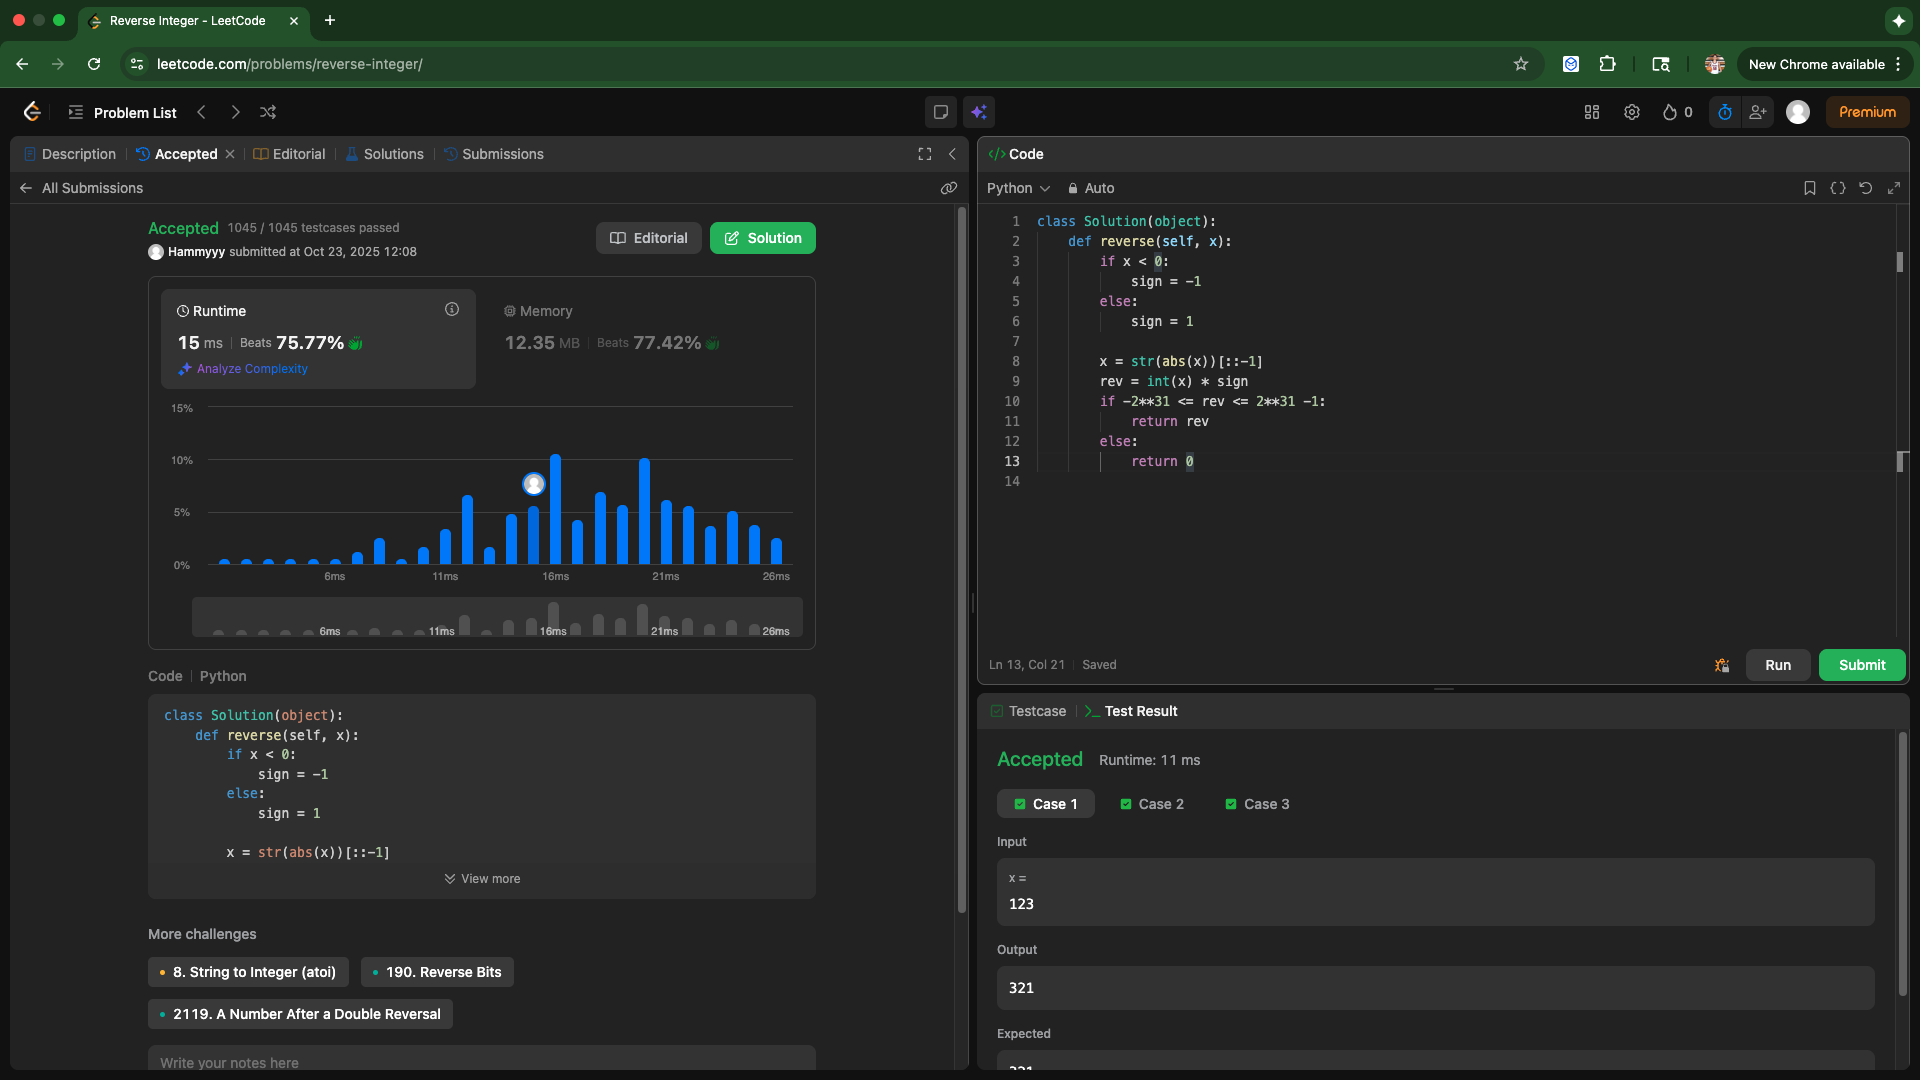 Reverse Integer - LeetCode
leetcode.com/problems/reverse-integer/
New Chrome available
Problem List
0
Premium
Description
Accepted
Editorial
Solutions
Submissions
All Submissions
Accepted 1045 / 1045 testcases passed
Hammyyy submitted at Oct 23, 2025 12:08
Editorial
Solution
Runtime
15 ms | Beats 75.77%
Analyze Complexity
Memory
12.35 MB | Beats 77.42%
15%
10%
5%
0%
6ms 11ms 16ms 21ms 26ms
6ms 11ms 16ms 21ms 26ms
Code | Python
class Solution(object):
    def reverse(self, x):
        if x < 0:
            sign = -1
        else:
            sign = 1

        x = str(abs(x))[::-1]
View more
More challenges
8. String to Integer (atoi)
190. Reverse Bits
2119. A Number After a Double Reversal
Write your notes here
</> Code
Python
Auto
1 class Solution(object):
2     def reverse(self, x):
3         if x < 0:
4             sign = -1
5         else:
6             sign = 1
7
8         x = str(abs(x))[::-1]
9         rev = int(x) * sign
10         if -2**31 <= rev <= 2**31 -1:
11             return rev
12         else:
13             return 0
14
Ln 13, Col 21 | Saved
Run
Submit
Testcase
>_ Test Result
Accepted Runtime: 11 ms
Case 1
Case 2
Case 3
Input
x =
123
Output
321
Expected
321